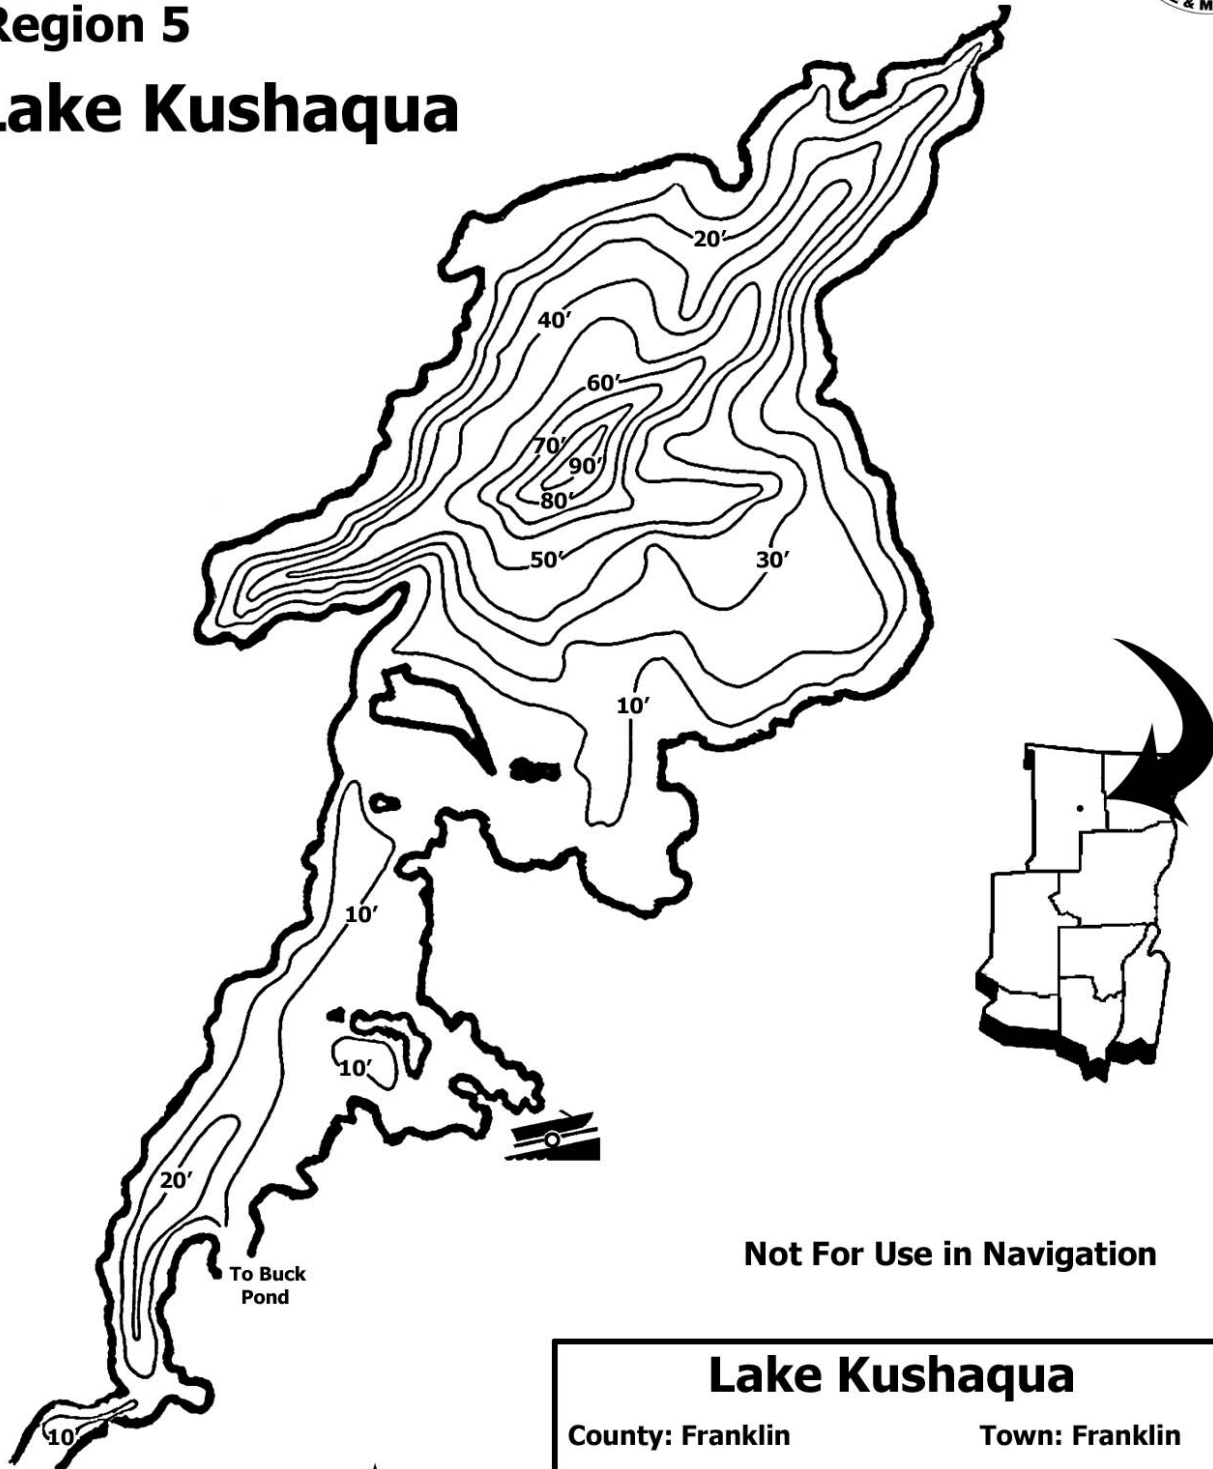 Region 5
Lake Kushaqua
& M
20'
40'
60'
70'
90'
80'
50'
30'
10'
10'
10'
20'
To Buck
Pond
10'
Not For Use in Navigation
Lake Kushaqua
County: Franklin Town: Franklin